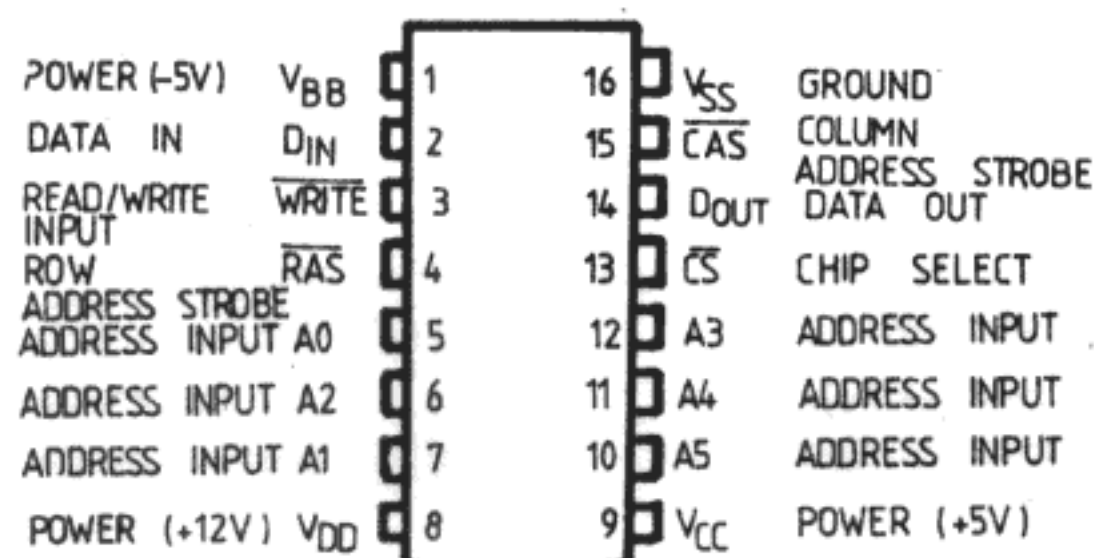 POWER (-5V) VBB 1 16 VSS GROUND
DATA IN DIN 2 15 CAS COLUMN
ADDRESS STROBE
READ/WRITE WRITE 3 14 DOUT DATA OUT
INPUT
ROW RAS 4 13 CS CHIP SELECT
ADDRESS STROBE
ADDRESS INPUT A0 5 12 A3 ADDRESS INPUT
ADDRESS INPUT A2 6 11 A4 ADDRESS INPUT
ADDRESS INPUT A1 7 10 A5 ADDRESS INPUT
POWER (+12V) VDD 8 9 VCC POWER (+5V)